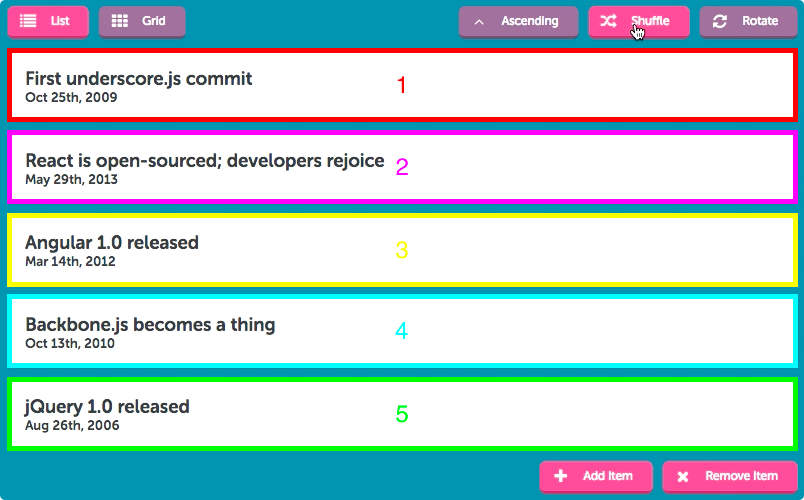 List Grid Ascending Shuffle Rotate
First underscore.js commit
1
Oct 25th, 2009
React is open-sourced; developers rejoice
2
May 29th, 2013
Angular 1.0 released
3
Mar 14th, 2012
Backbone.js becomes a thing
4
Oct 13th, 2010
jQuery 1.0 released
5
Aug 26th, 2006
Add Item Remove Item